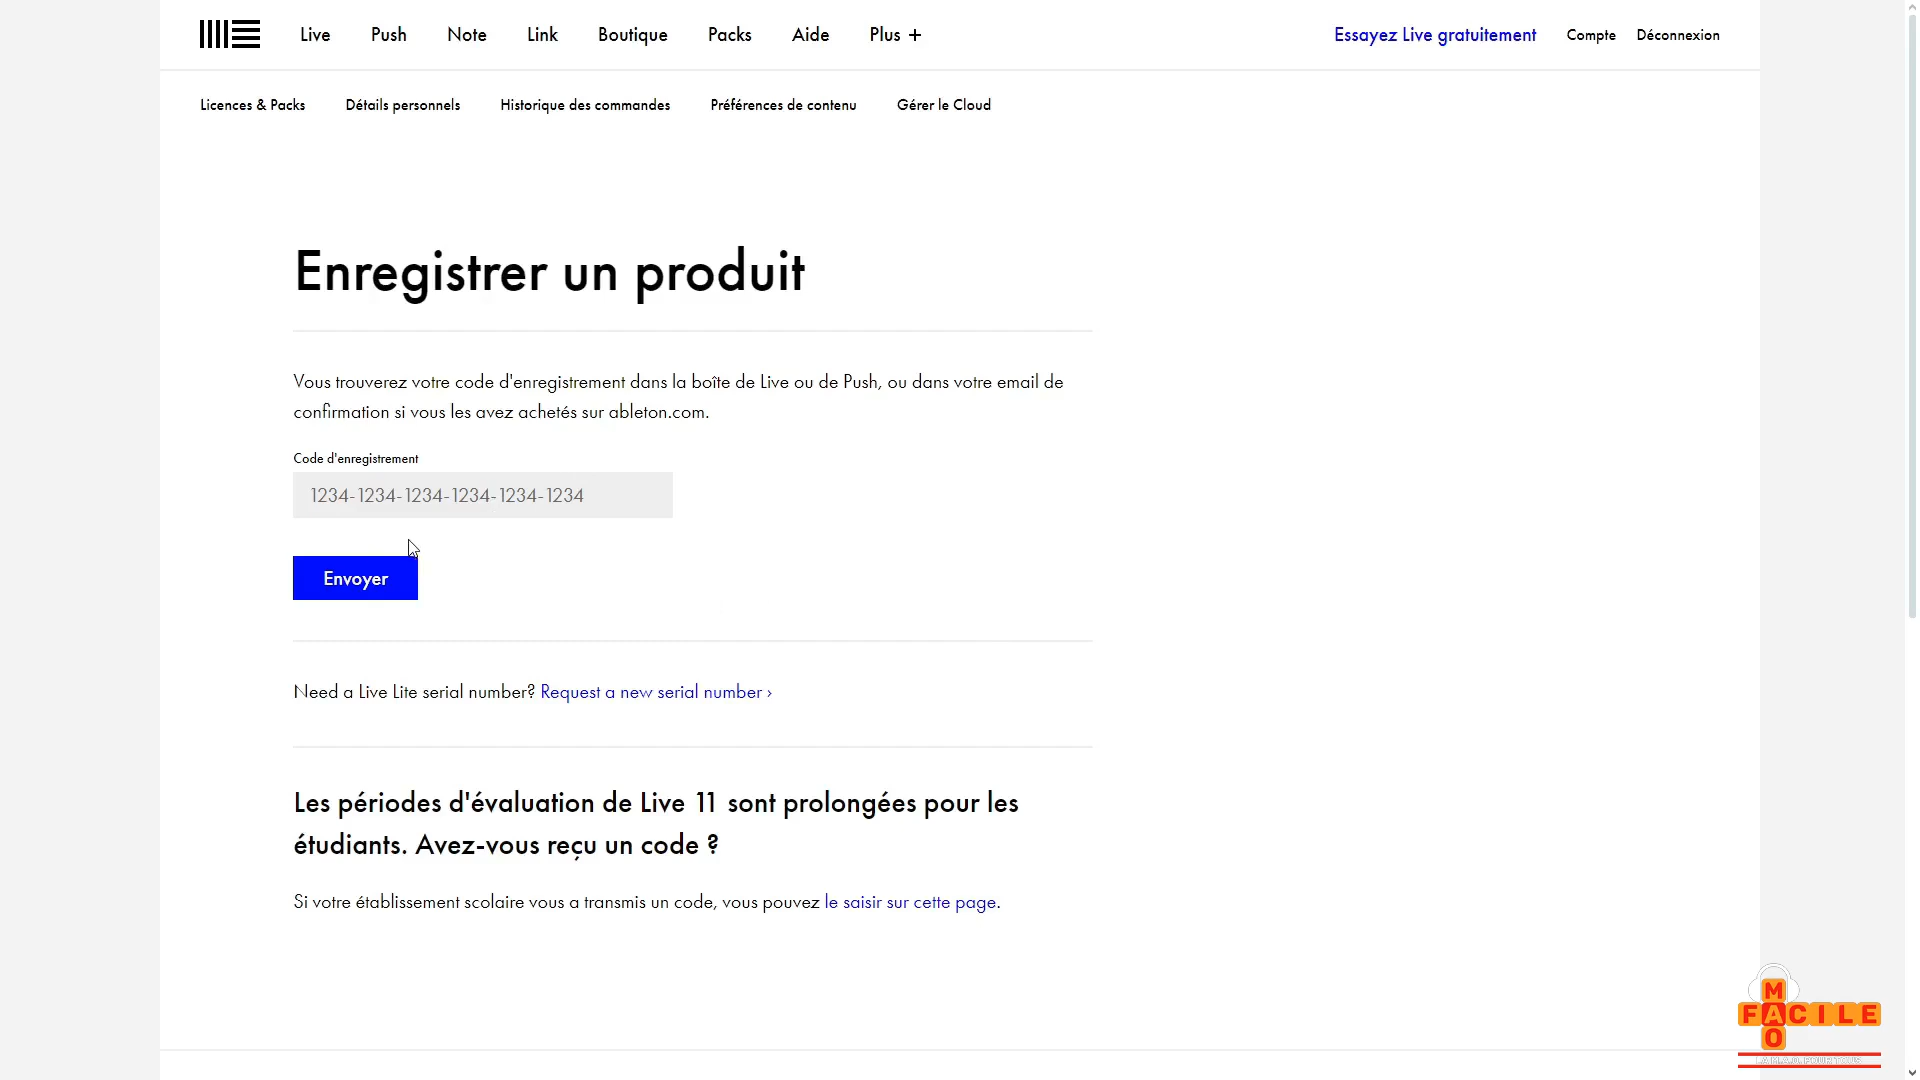 Live Push Note Link Boutique Packs Aide Plus + Essayez Live gratuitement Compte Déconnexion
Licences & Packs Détails personnels Historique des commandes Préférences de contenu Gérer le Cloud
Enregistrer un produit
Vous trouverez votre code d'enregistrement dans la boîte de Live ou de Push, ou dans votre email de
confirmation si vous les avez achetés sur ableton.com.
Code d'enregistrement
1234-1234-1234-1234-1234-1234
Envoyer
Need a Live Lite serial number? Request a new serial number ›
Les périodes d'évaluation de Live 11 sont prolongées pour les
étudiants. Avez-vous reçu un code ?
Si votre établissement scolaire vous a transmis un code, vous pouvez le saisir sur cette page.
MAO
FACILE
LA M.A.O. POUR TOUS